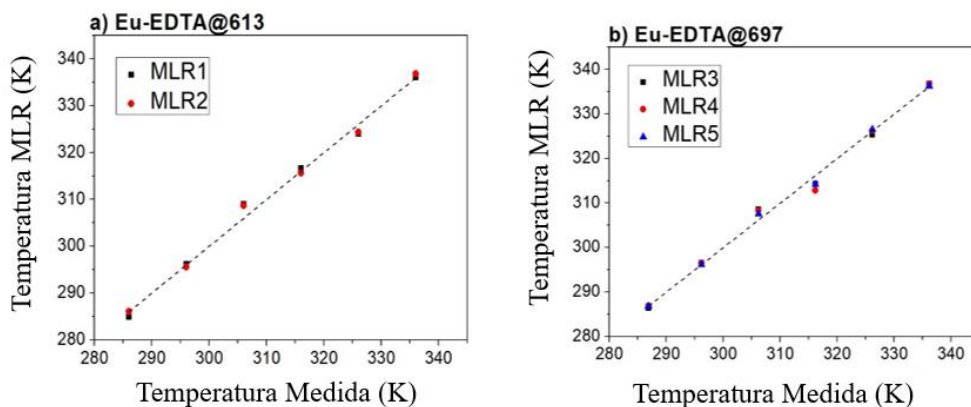 a) Eu-EDTA@613
340
330
320
310
300
290
280
280 290 300 310 320 330 340
MLR1
MLR2
Temperatura MLR (K)
Temperatura Medida (K)
b) Eu-EDTA@697
340
330
320
310
300
290
280
280 290 300 310 320 330 340
MLR3
MLR4
MLR5
Temperatura MLR (K)
Temperatura Medida (K)